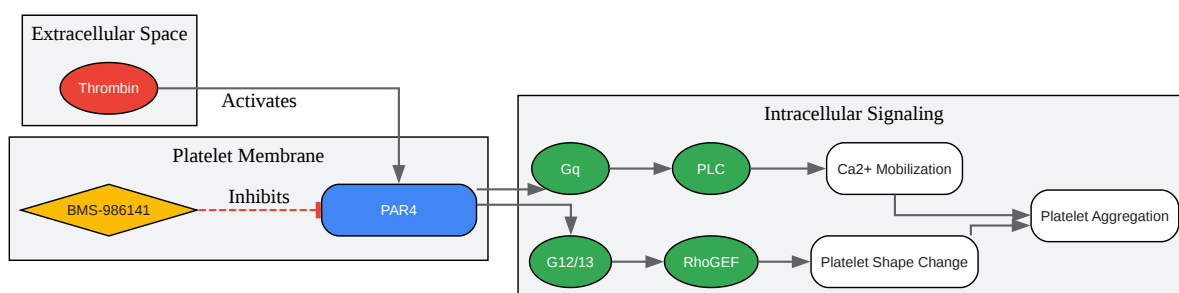 Extracellular Space
Thrombin
Activates
Platelet Membrane
BMS-986141
Inhibits
PAR4
Intracellular Signaling
Gq
PLC
Ca2+ Mobilization
Platelet Aggregation
G12/13
RhoGEF
Platelet Shape Change